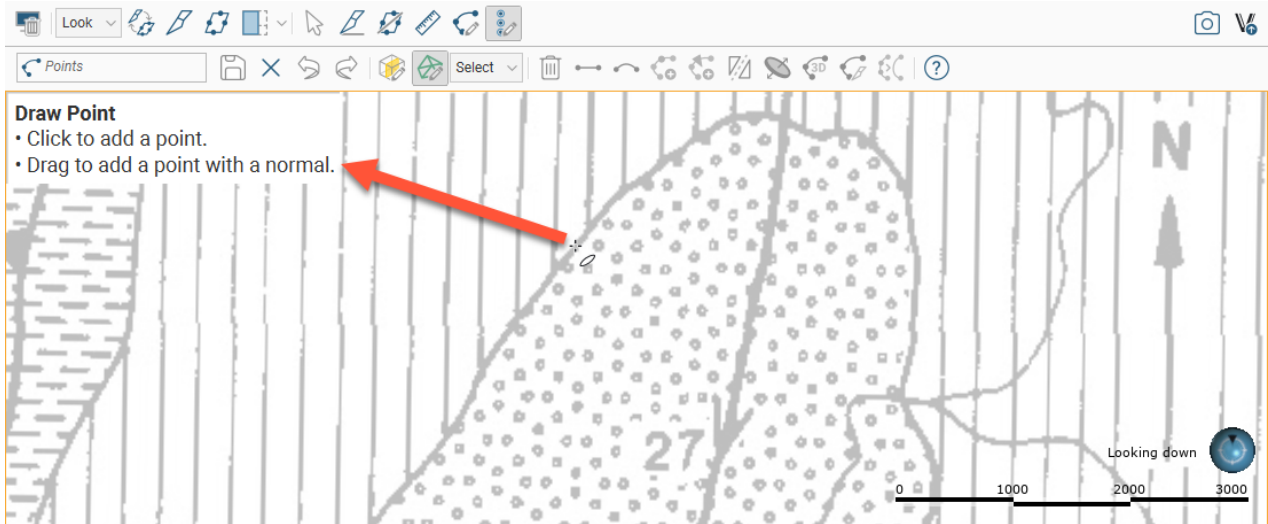 Look
Points
Select
3D
?
Draw Point
• Click to add a point.
• Drag to add a point with a normal.
N
27
Looking down
0 1000 2000 3000